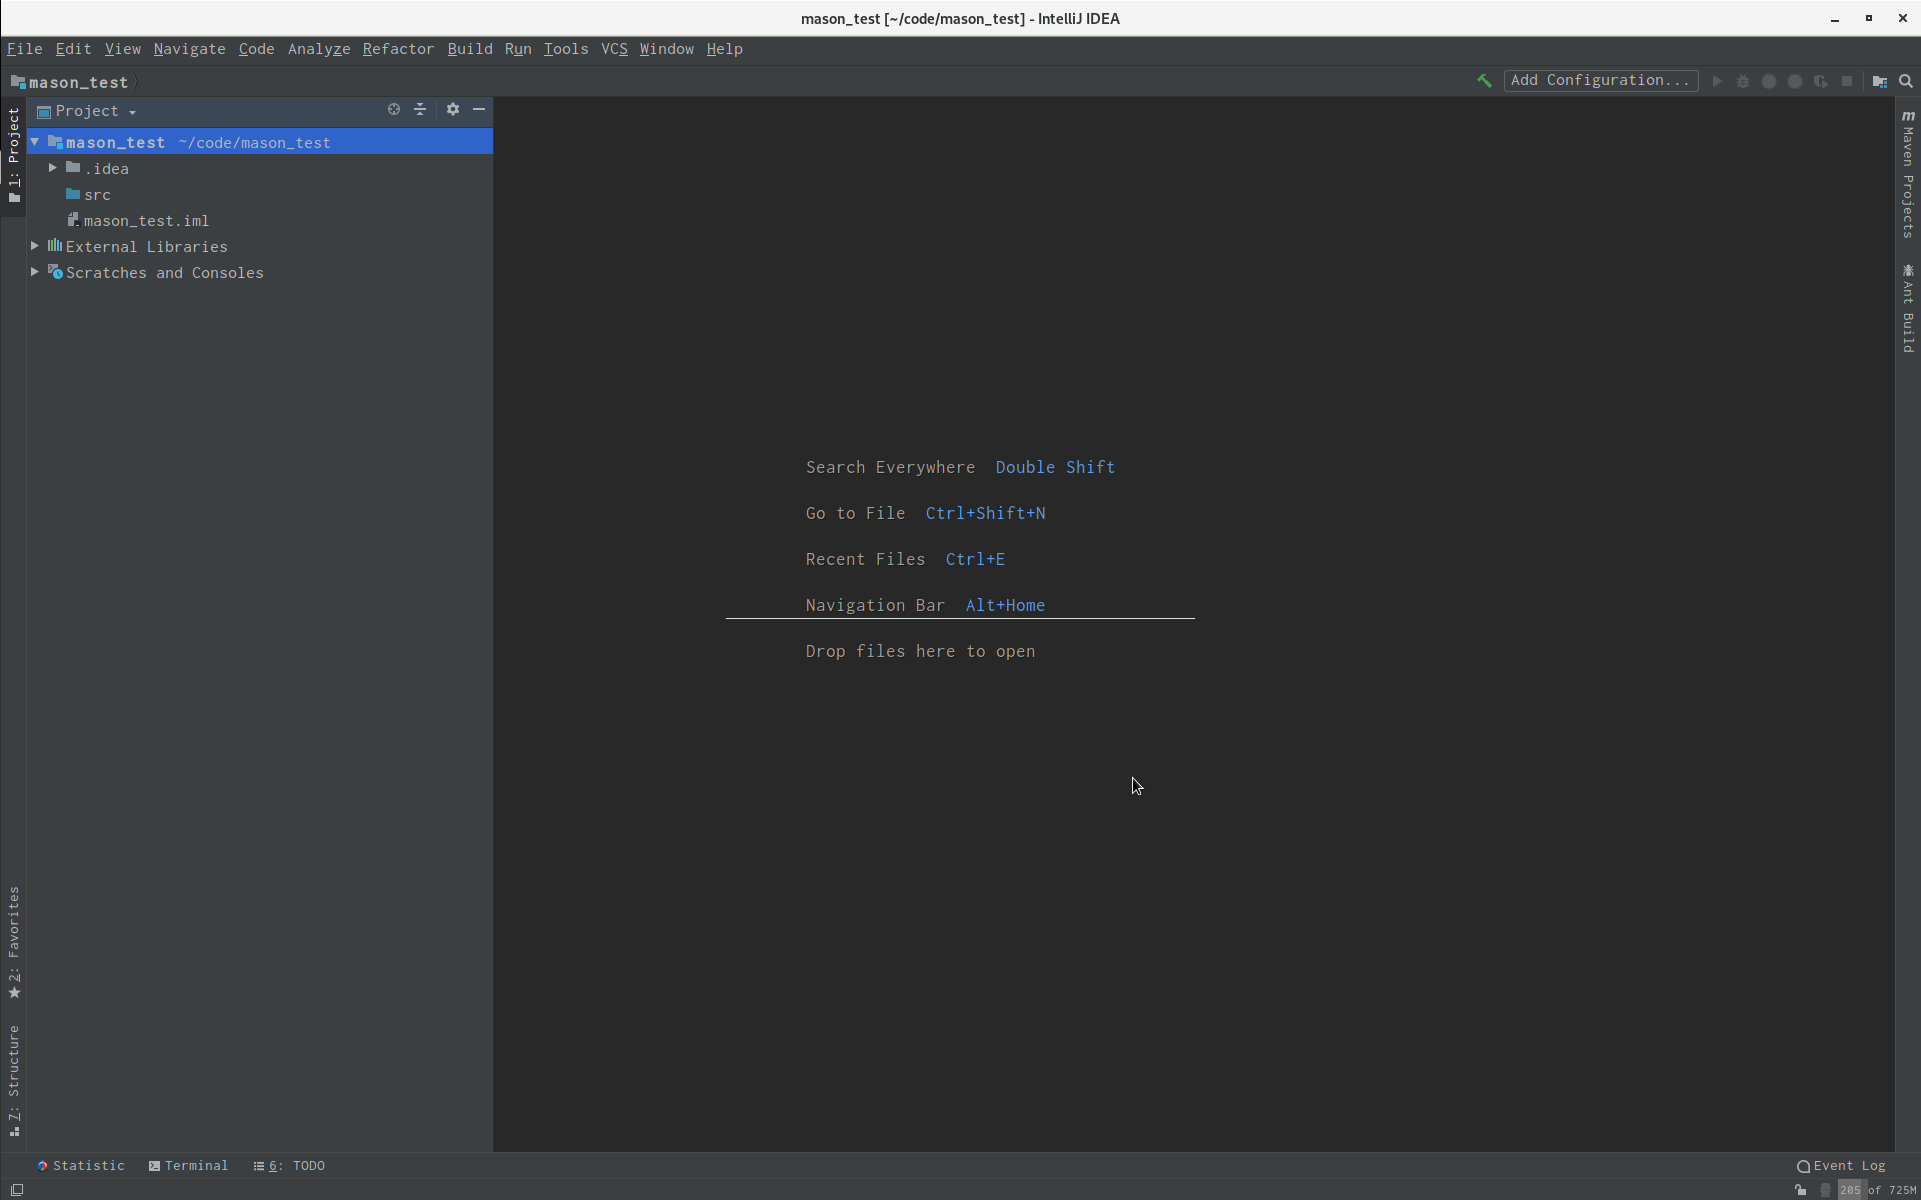 mason_test [~/code/mason_test] - IntelliJ IDEA
File Edit View Navigate Code Analyze Refactor Build Run Tools VCS Window Help
mason_test
Add Configuration...
1: Project
Project
mason_test ~/code/mason_test
.idea
src
mason_test.iml
External Libraries
Scratches and Consoles
Search Everywhere Double Shift
Go to File Ctrl+Shift+N
Recent Files Ctrl+E
Navigation Bar Alt+Home
Drop files here to open
m Maven Projects
Ant Build
2: Favorites
7: Structure
Statistic Terminal 6: TODO
Event Log
205 of 725M